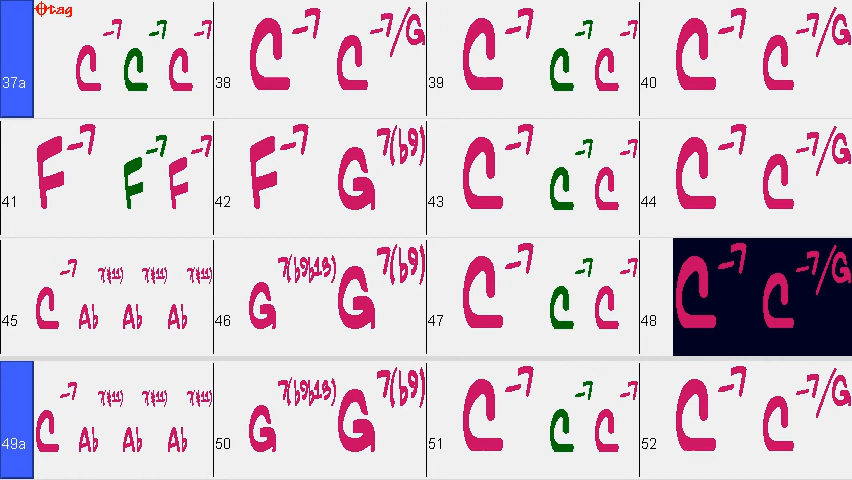 tag
37a C-7 C-7 C-7 38 C-7 C-7/G 39 C-7 C-7 C-7 40 C-7 C-7/G
41 F-7 F-7 F-7 42 F-7 G7(b9) 43 C-7 C-7 C-7 44 C-7 C-7/G
45 C-7 Ab7(#11) Ab7(#11) Ab7(#11) 46 G7(b9b13) G7(b9) 47 C-7 C-7 C-7 48 C-7 C-7/G
49a C-7 Ab7(#11) Ab7(#11) Ab7(#11) 50 G7(b9b13) G7(b9) 51 C-7 C-7 C-7 52 C-7 C-7/G